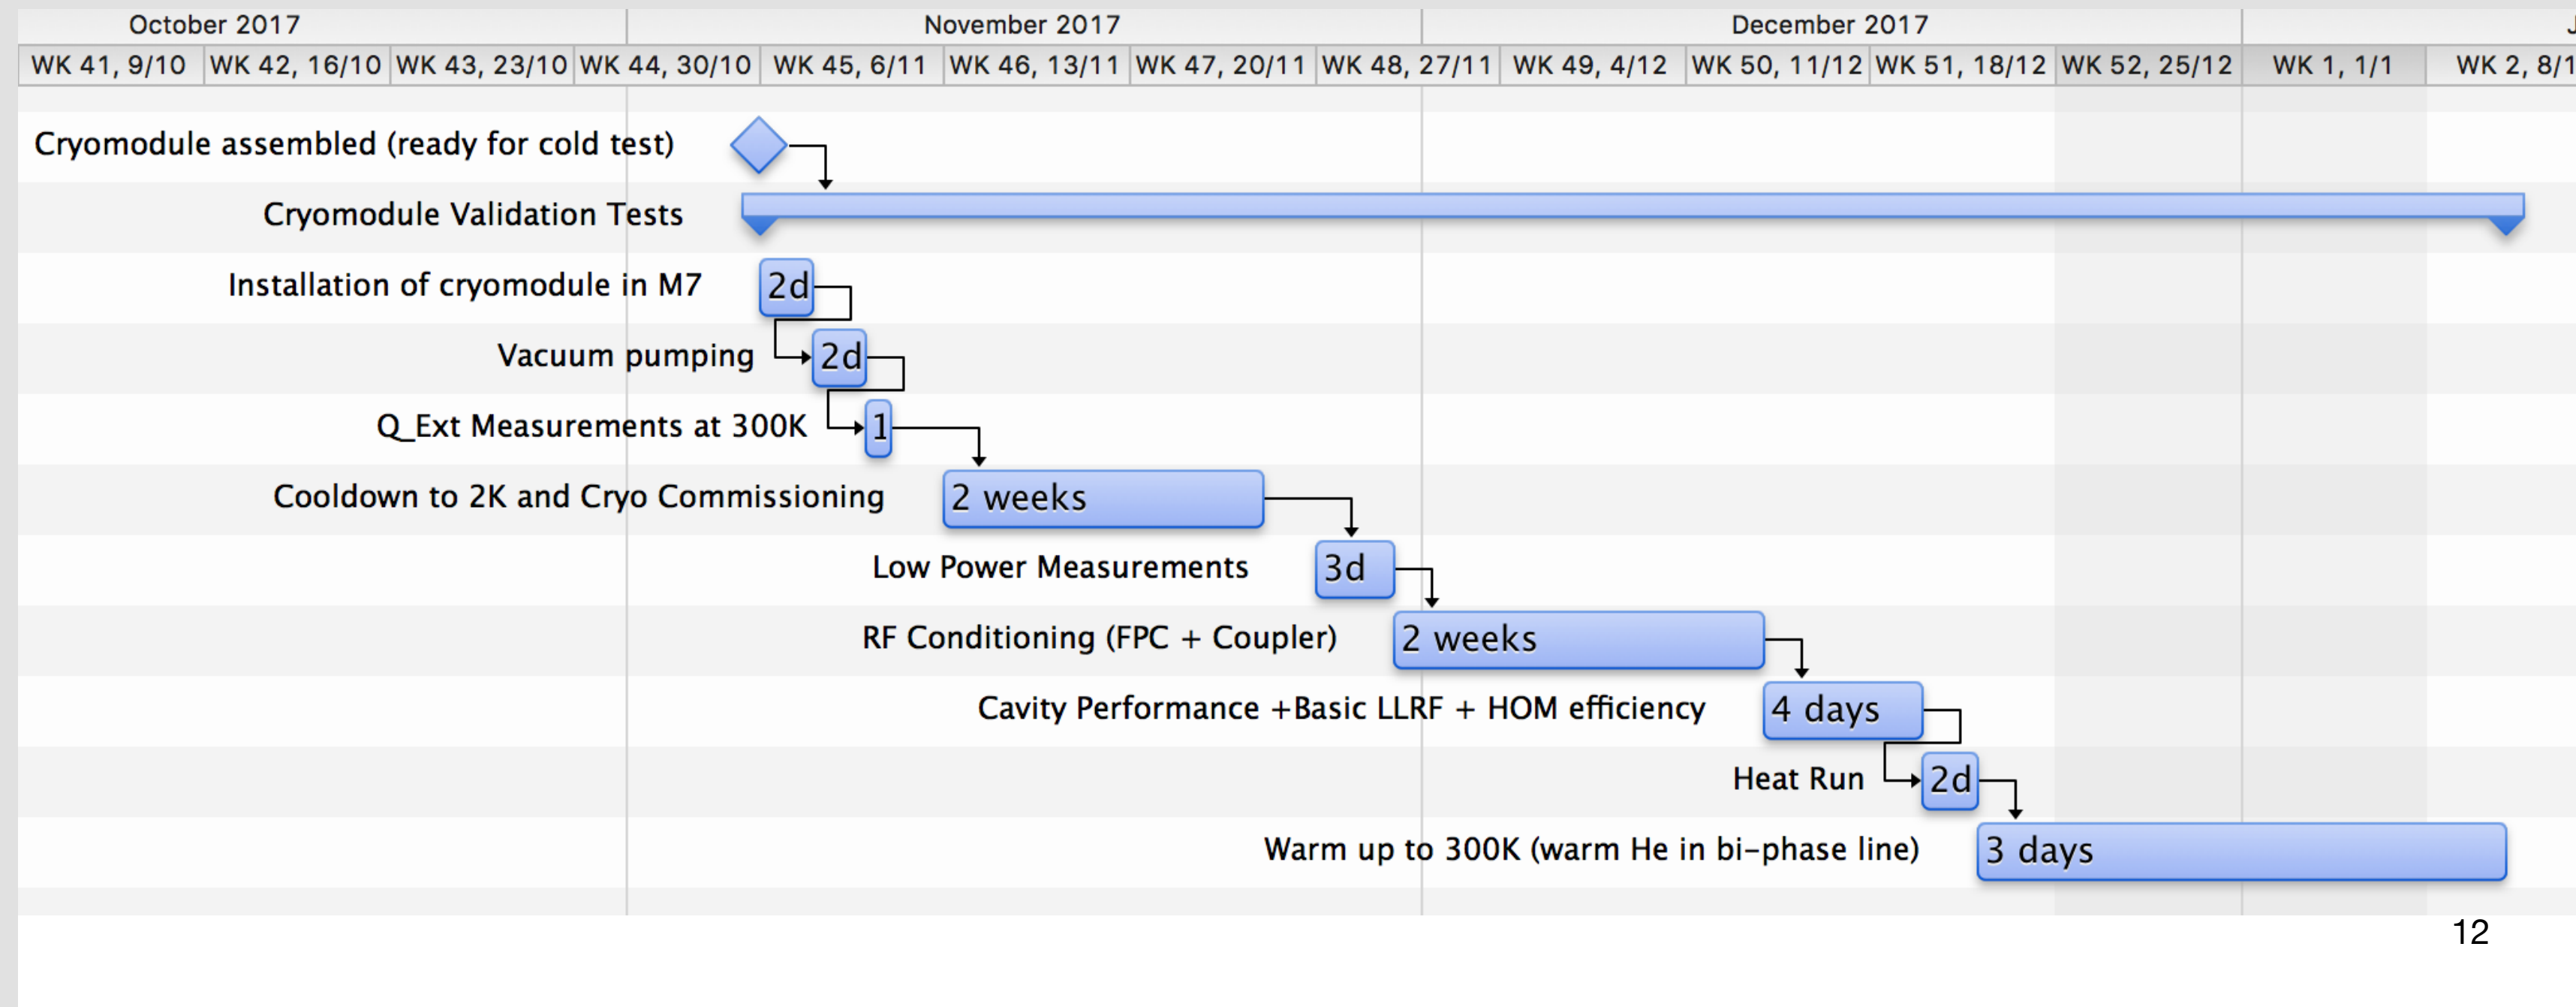 October 2017 November 2017 December 2017 J
WK 41, 9/10 WK 42, 16/10 WK 43, 23/10 WK 44, 30/10 WK 45, 6/11 WK 46, 13/11 WK 47, 20/11 WK 48, 27/11 WK 49, 4/12 WK 50, 11/12 WK 51, 18/12 WK 52, 25/12 WK 1, 1/1 WK 2, 8/1
Cryomodule assembled (ready for cold test)
Cryomodule Validation Tests
Installation of cryomodule in M7 2d
Vacuum pumping 2d
Q_Ext Measurements at 300K 1
Cooldown to 2K and Cryo Commissioning 2 weeks
Low Power Measurements 3d
RF Conditioning (FPC + Coupler) 2 weeks
Cavity Performance +Basic LLRF + HOM efficiency 4 days
Heat Run 2d
Warm up to 300K (warm He in bi-phase line) 3 days
12